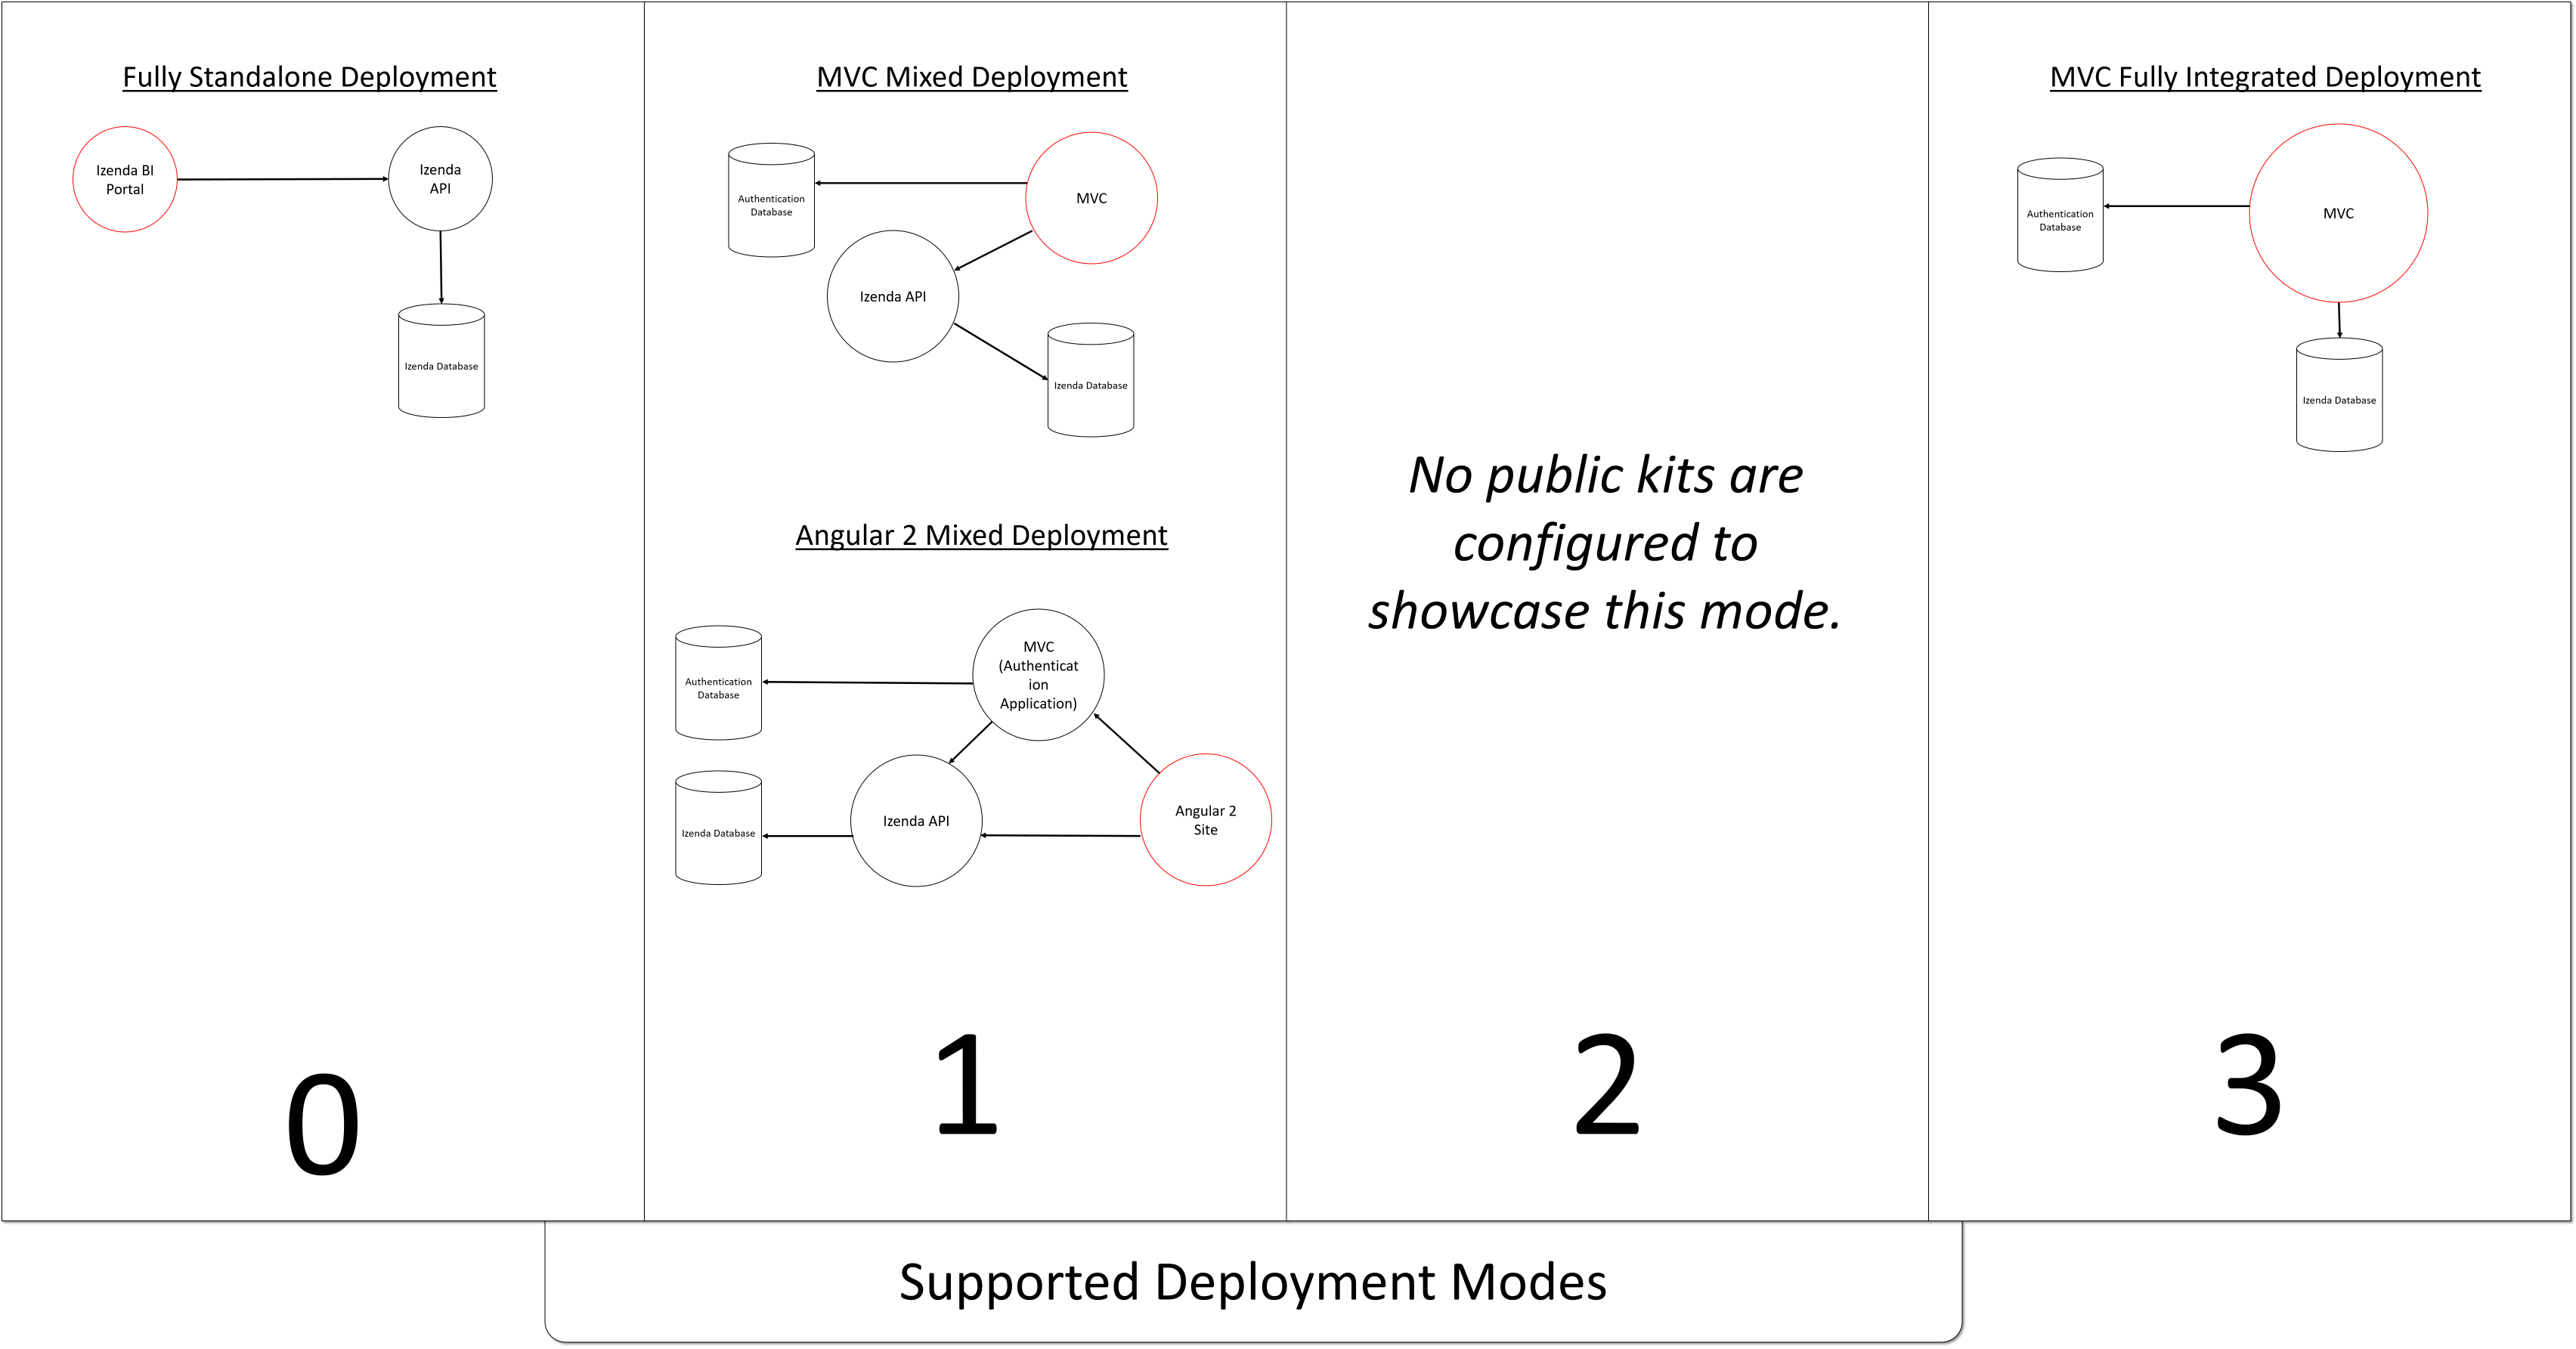 Fully Standalone Deployment
Izenda BI
Portal
Izenda
API
Izenda Database
0
MVC Mixed Deployment
Authentication
Database
MVC
Izenda API
Izenda Database
Angular 2 Mixed Deployment
Authentication
Database
MVC
(Authenticat
ion
Application)
Izenda Database
Izenda API
Angular 2
Site
1
No public kits are
configured to
showcase this mode.
2
MVC Fully Integrated Deployment
Authentication
Database
MVC
Izenda Database
3
Supported Deployment Modes